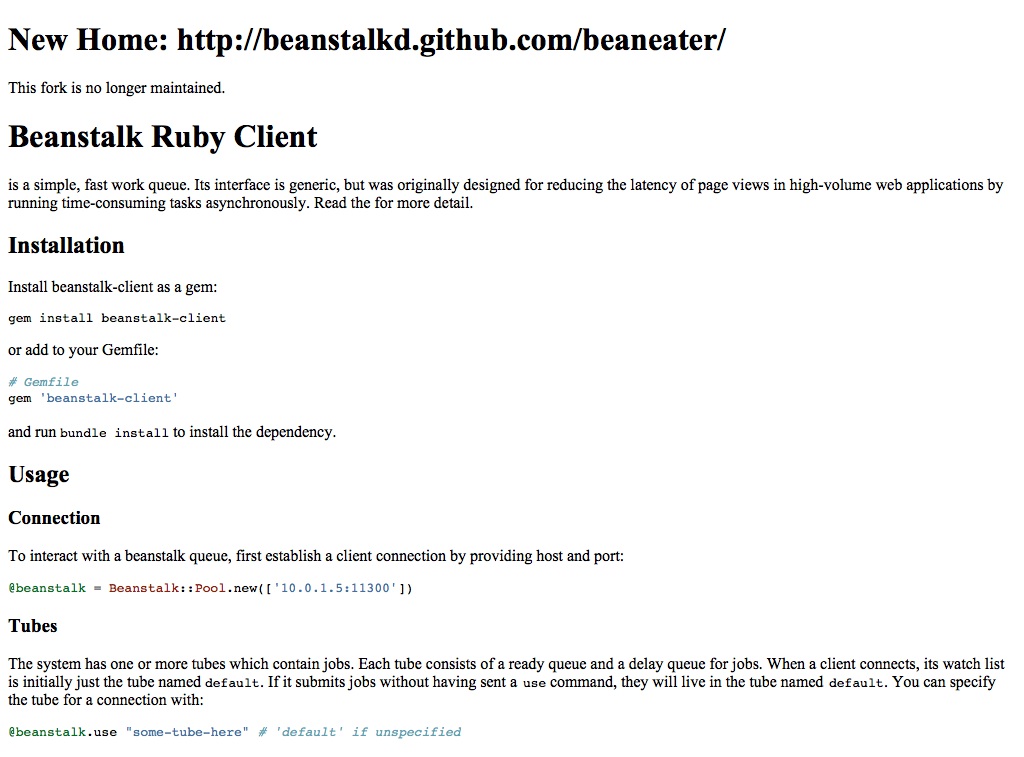 New Home: http://beanstalkd.github.com/beaneater/
This fork is no longer maintained.
Beanstalk Ruby Client
is a simple, fast work queue. Its interface is generic, but was originally designed for reducing the latency of page views in high-volume web applications by
running time-consuming tasks asynchronously. Read the for more detail.
Installation
Install beanstalk-client as a gem:
gem install beanstalk-client
or add to your Gemfile:
# Gemfile
gem 'beanstalk-client'
and run bundle install to install the dependency.
Usage
Connection
To interact with a beanstalk queue, first establish a client connection by providing host and port:
@beanstalk = Beanstalk::Pool.new(['10.0.1.5:11300'])
Tubes
The system has one or more tubes which contain jobs. Each tube consists of a ready queue and a delay queue for jobs. When a client connects, its watch list
is initially just the tube named default. If it submits jobs without having sent a use command, they will live in the tube named default. You can specify
the tube for a connection with:
@beanstalk.use "some-tube-here" # 'default' if unspecified